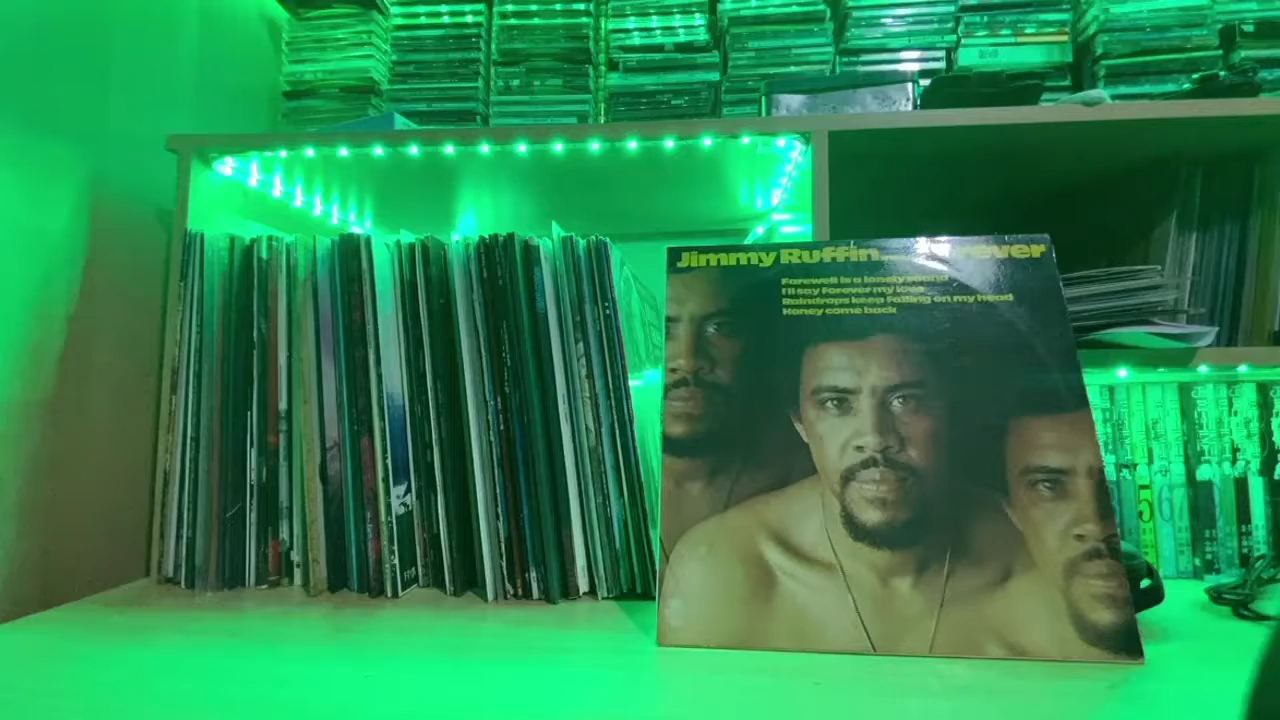 Jimmy Ruffin...
Farewell is a lonely sound
I'll say Forever my love
Raindrops keep falling on my head
Honey come back